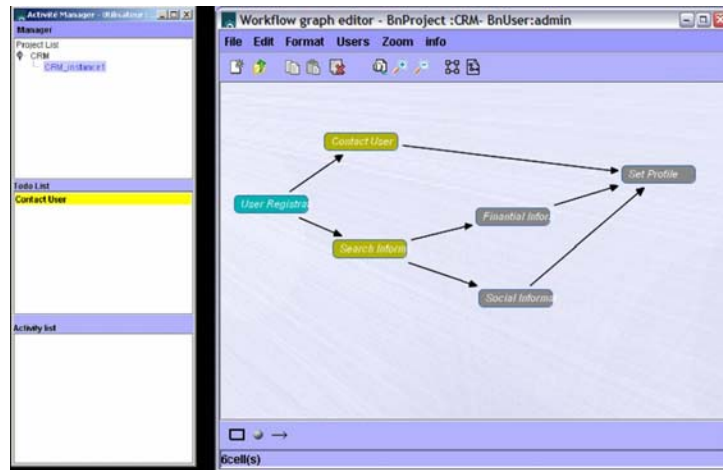 Activité Manager - Utilisateur:
Manager
Project List
CRM
CRM_instance1
Todo List
Contact User
Activity list
Workflow graph editor - BnProject :CRM- BnUser:admin
File Edit Format Users Zoom info
Contact User
Set Profile
User Registra
Finantial Infor
Search Inform
Social Informa
6cell(s)